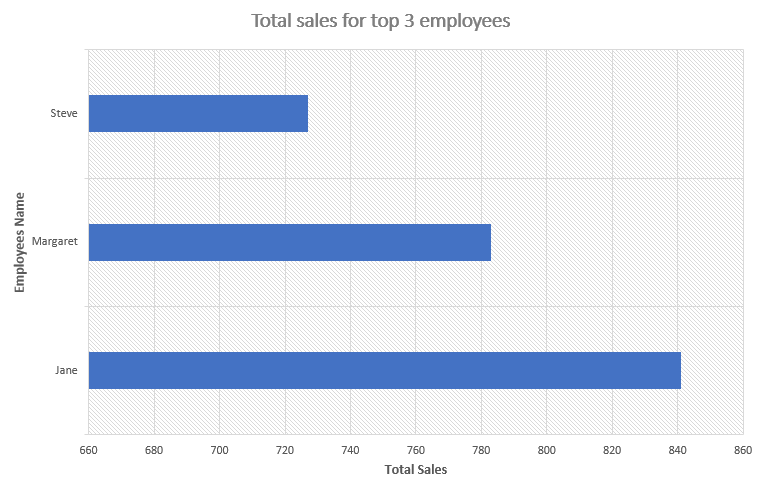 Total sales for top 3 employees
Employees Name
Steve
Margaret
Jane
660 680 700 720 740 760 780 800 820 840 860
Total Sales